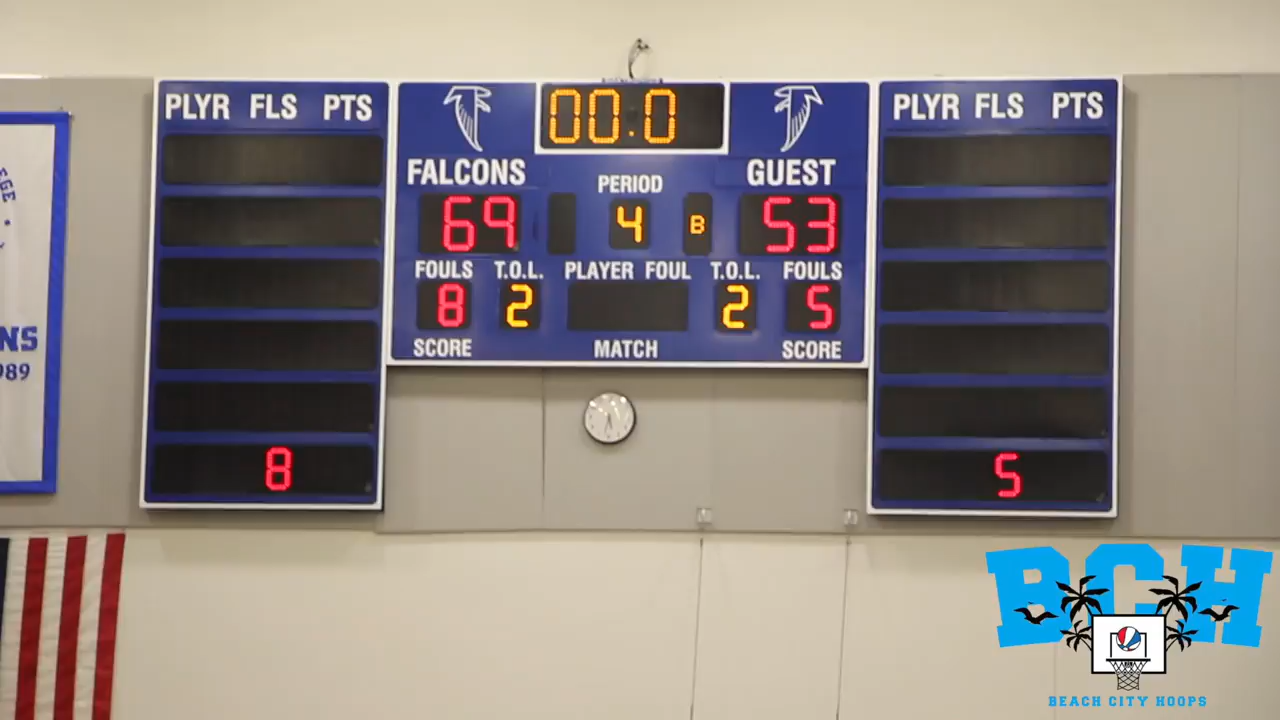 PLYR FLS PTS
8
00.0
FALCONS
GUEST
PERIOD
69
4
B
53
FOULS T.O.L. PLAYER FOUL T.O.L. FOULS
8 2 2 5
SCORE MATCH SCORE
PLYR FLS PTS
5
EGE
NS
989
BCH
BEACH CITY HOOPS